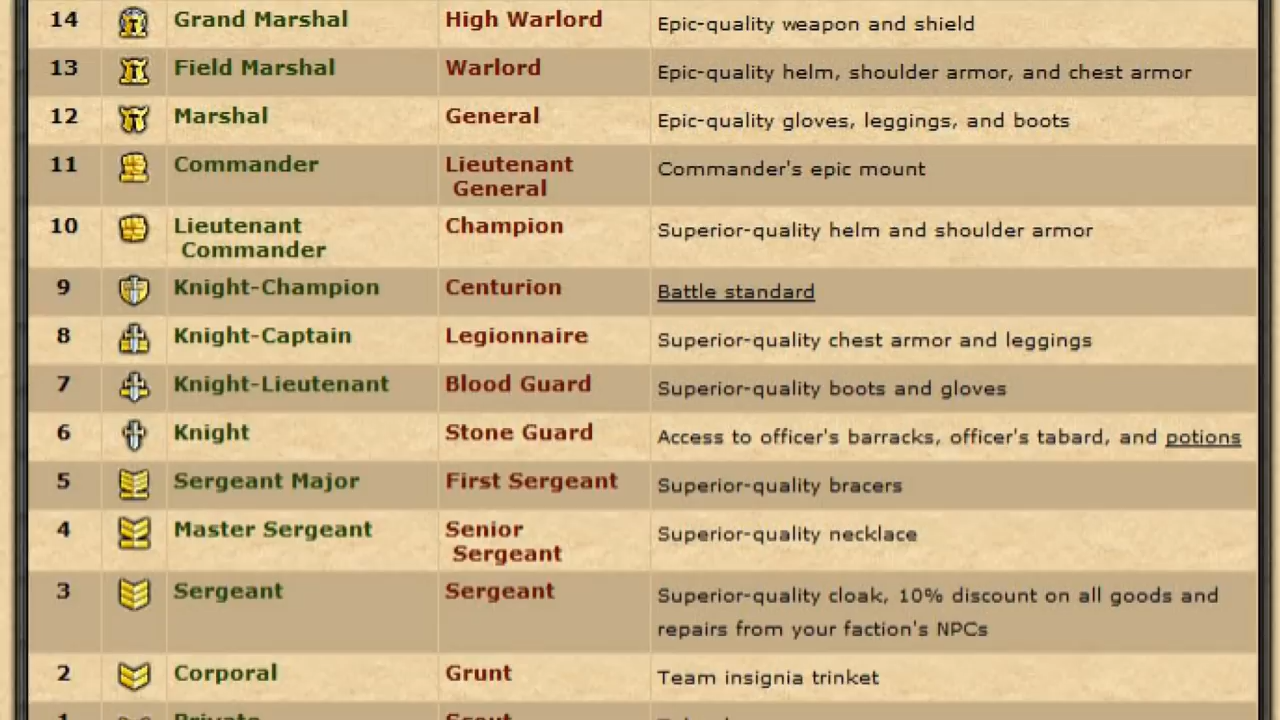 14 Grand Marshal High Warlord Epic-quality weapon and shield
13 Field Marshal Warlord Epic-quality helm, shoulder armor, and chest armor
12 Marshal General Epic-quality gloves, leggings, and boots
11 Commander Lieutenant General Commander's epic mount
10 Lieutenant Commander Champion Superior-quality helm and shoulder armor
9 Knight-Champion Centurion Battle standard
8 Knight-Captain Legionnaire Superior-quality chest armor and leggings
7 Knight-Lieutenant Blood Guard Superior-quality boots and gloves
6 Knight Stone Guard Access to officer's barracks, officer's tabard, and potions
5 Sergeant Major First Sergeant Superior-quality bracers
4 Master Sergeant Senior Sergeant Superior-quality necklace
3 Sergeant Sergeant Superior-quality cloak, 10% discount on all goods and
repairs from your faction's NPCs
2 Corporal Grunt Team insignia trinket
1 Private Scout